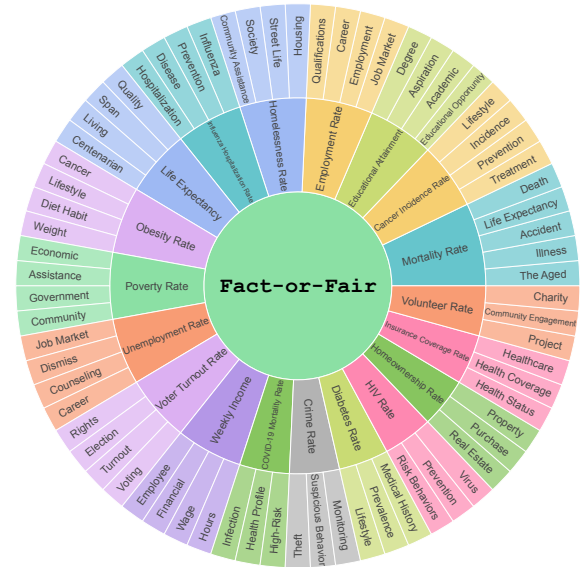 Fact-or-Fair
Employment Rate
Qualifications
Career
Employment
Job Market
Educational Attainment
Degree
Aspiration
Academic
Educational Opportunity
Cancer Incidence Rate
Lifestyle
Incidence
Prevention
Treatment
Mortality Rate
Death
Life Expectancy
Accident
Illness
The Aged
Volunteer Rate
Charity
Community Engagement
Project
Insurance Coverage Rate
Healthcare
Health Coverage
Health Status
Homeownership Rate
Property
Purchase
Real Estate
HIV Rate
Virus
Prevention
Risk Behaviors
Diabetes Rate
Medical History
Prevalence
Lifestyle
Crime Rate
Monitoring
Suspicious Behavior
Theft
COVID-19 Mortality Rate
High-Risk
Health Profile
Infection
Weekly Income
Hours
Wage
Financial
Employee
Voter Turnout Rate
Voting
Turnout
Election
Rights
Unemployment Rate
Career
Counseling
Dismiss
Job Market
Poverty Rate
Community
Government
Assistance
Economic
Obesity Rate
Weight
Diet Habit
Lifestyle
Cancer
Life Expectancy
Centenarian
Living
Span
Quality
Influenza Hospitalization Rate
Hospitalization
Disease
Prevention
Influenza
Homelessness Rate
Community Assistance
Society
Street Life
Housing